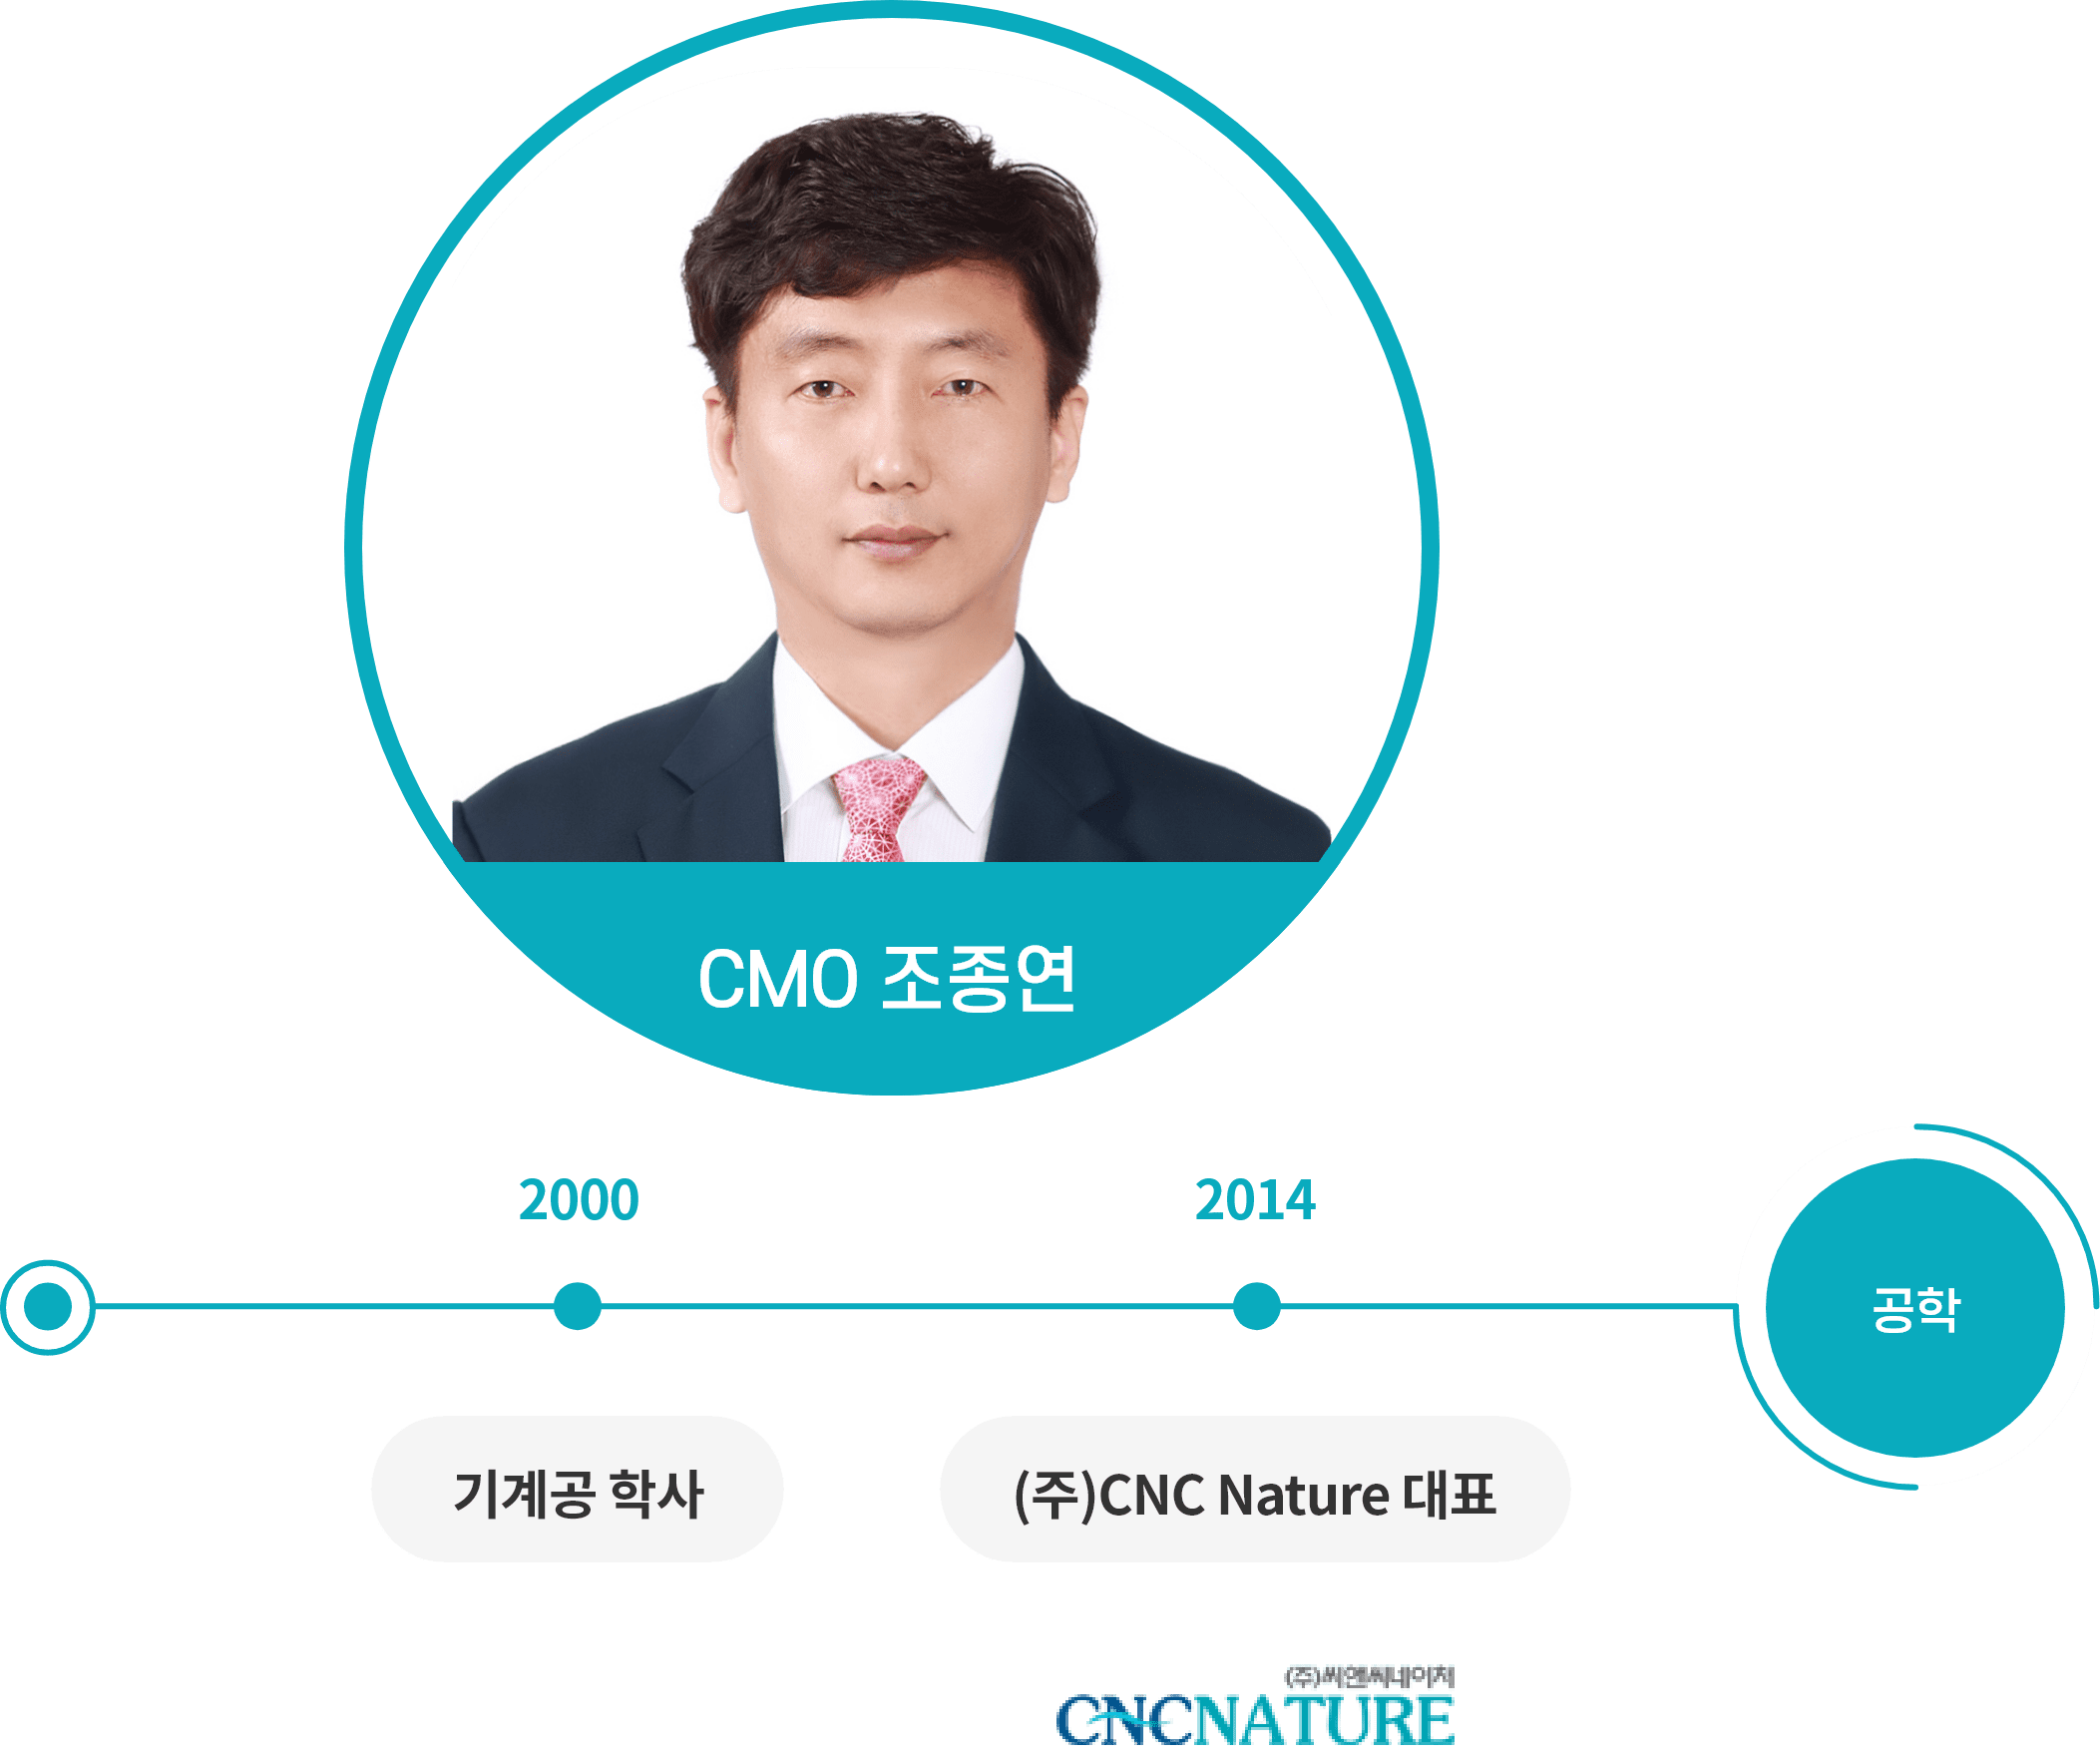 CMO 조종연
2000
2014
공학
기계공 학사
(주)CNC Nature 대표
(주)씨엔씨네이처
CNCNATURE